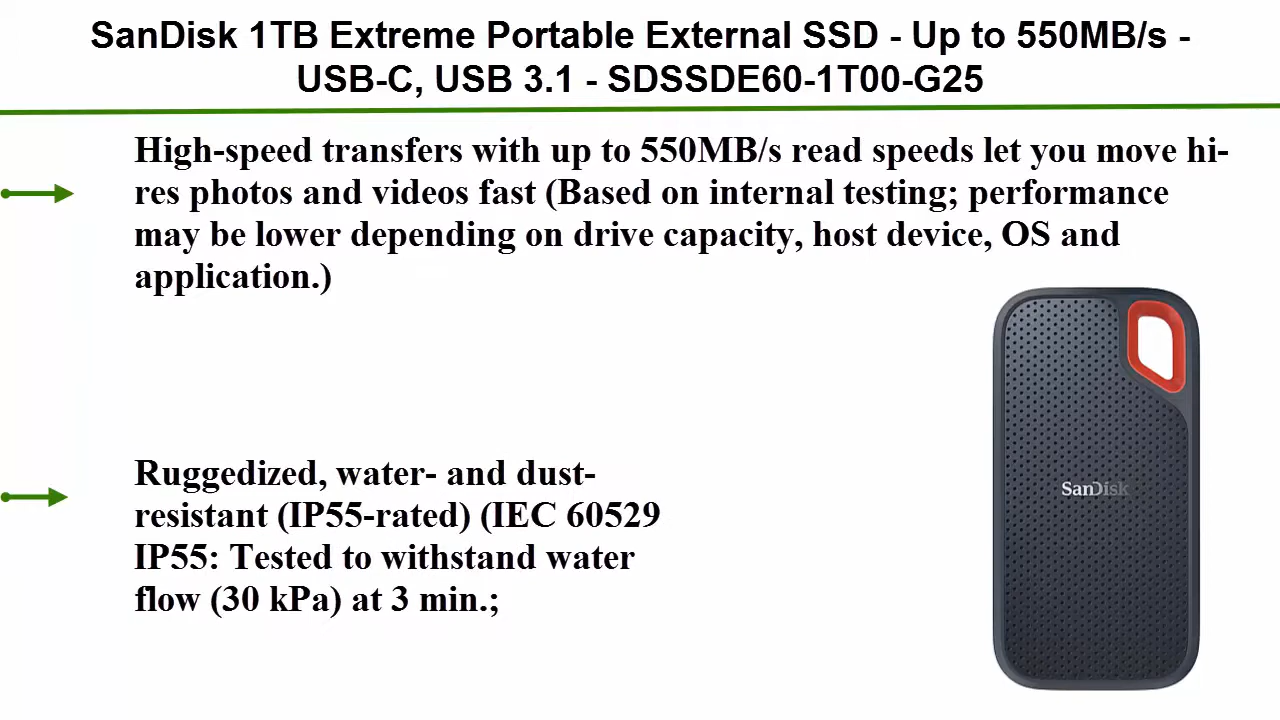 SanDisk 1TB Extreme Portable External SSD - Up to 550MB/s -
USB-C, USB 3.1 - SDSSDE60-1T00-G25
High-speed transfers with up to 550MB/s read speeds let you move hi-
res photos and videos fast (Based on internal testing; performance
may be lower depending on drive capacity, host device, OS and
application.)
Ruggedized, water- and dust-
resistant (IP55-rated) (IEC 60529
IP55: Tested to withstand water
flow (30 kPa) at 3 min.;
SanDisk